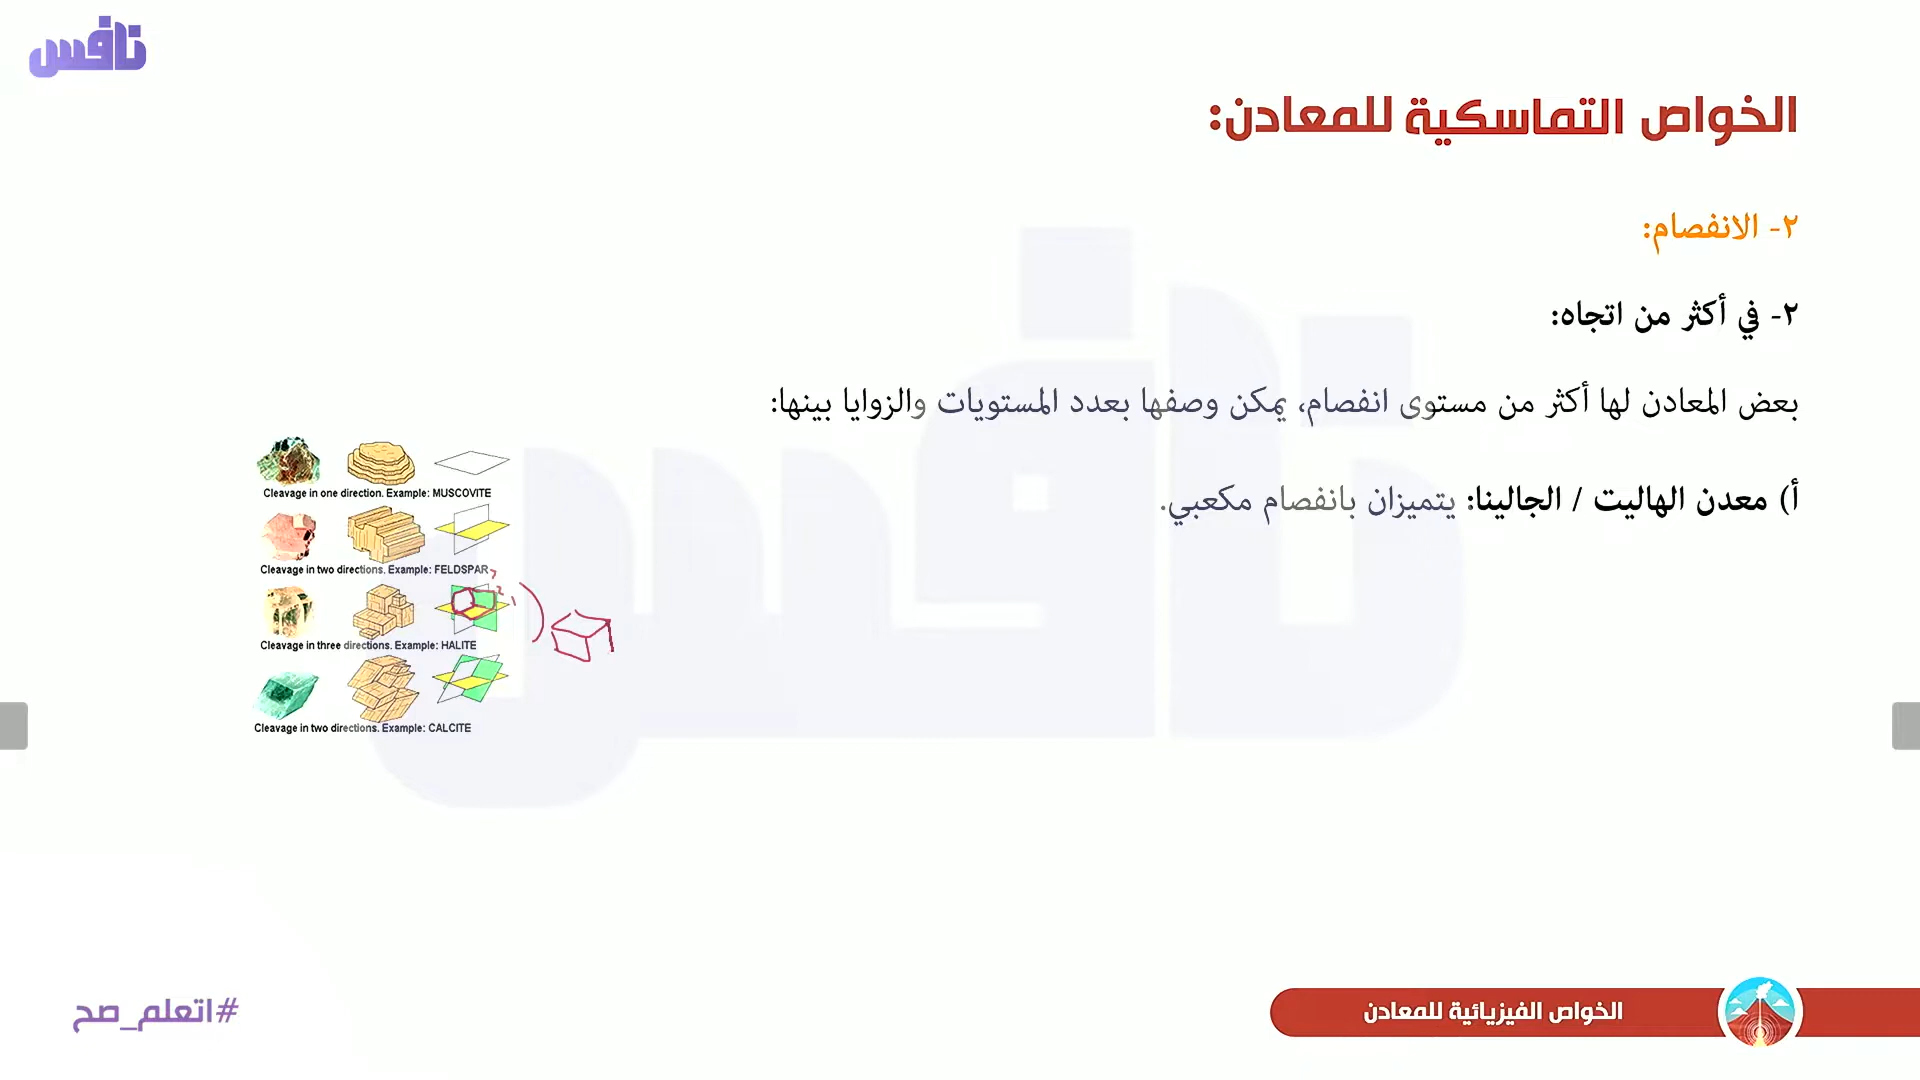 نافس
الخواص التماسكية للمعادن:
٢- الانفصام:
٢- في أكثر من اتجاه:
بعض المعادن لها أكثر من مستوى انفصام، يمكن وصفها بعدد المستويات والزوايا بينها:
أ) معدن الهاليت / الجالينا: يتميزان بانفصام مكعبي.
Cleavage in one direction. Example: MUSCOVITE
Cleavage in two directions. Example: FELDSPAR
Cleavage in three directions. Example: HALITE
Cleavage in two directions. Example: CALCITE
الخواص الفيزيائية للمعادن
#اتعلم_صح